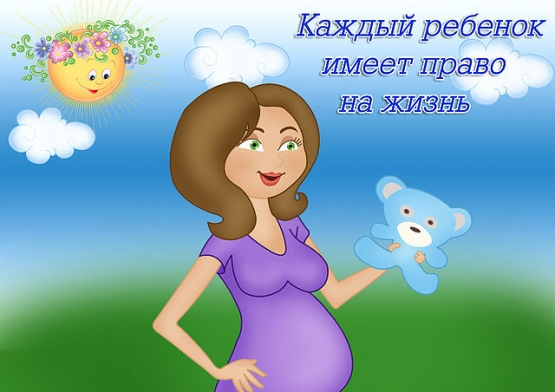 Каждый ребенок
имеет право
на жизнь